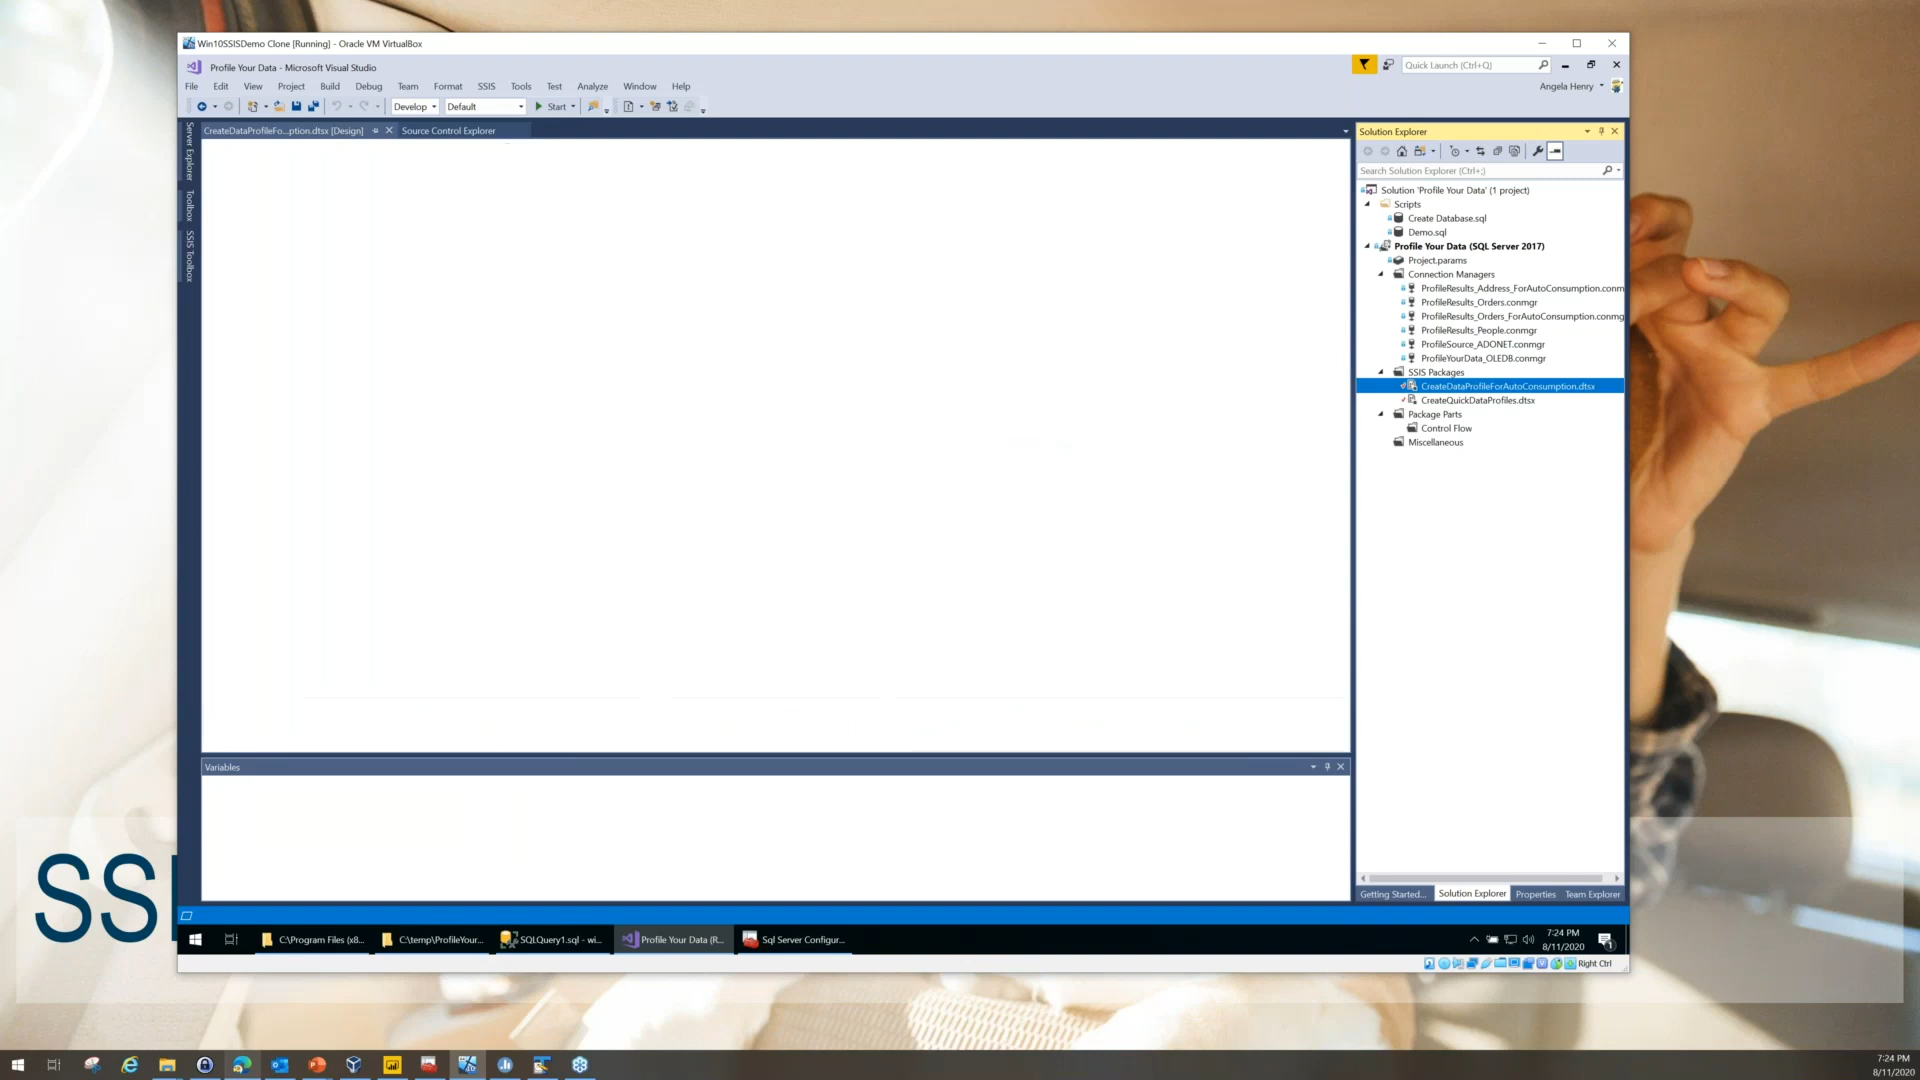 Win10SSISDemo Clone [Running] - Oracle VM VirtualBox
Profile Your Data - Microsoft Visual Studio
Quick Launch (Ctrl+Q)
File Edit View Project Build Debug Team Format SSIS Tools Test Analyze Window Help
Angela Henry
Develop Default Start
CreateDataProfileFo...ption.dtsx [Design] Source Control Explorer
Server Explorer
Toolbox
SSIS Toolbox
Solution Explorer
Search Solution Explorer (Ctrl+;)
Solution 'Profile Your Data' (1 project)
Scripts
Create Database.sql
Demo.sql
Profile Your Data (SQL Server 2017)
Project.params
Connection Managers
ProfileResults_Address_ForAutoConsumption.conm
ProfileResults_Orders.conmgr
ProfileResults_Orders_ForAutoConsumption.conmg
ProfileResults_People.conmgr
ProfileSource_ADONET.conmgr
ProfileYourData_OLEDB.conmgr
SSIS Packages
CreateDataProfileForAutoConsumption.dtsx
CreateQuickDataProfiles.dtsx
Package Parts
Control Flow
Miscellaneous
Variables
SSI
Getting Started... Solution Explorer Properties Team Explorer
C:\Program Files (x8... C:\temp\ProfileYour... SQLQuery1.sql - wi... Profile Your Data (R... Sql Server Configur...
7:24 PM
8/11/2020
1
Right Ctrl
7:24 PM
8/11/2020